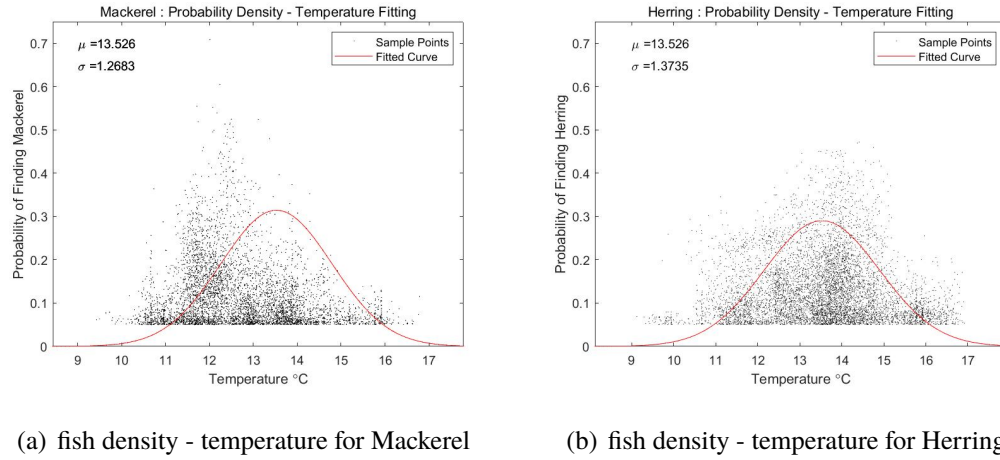 Mackerel : Probability Density - Temperature Fitting
μ =13.526
σ =1.2683
Sample Points
Fitted Curve
0.7
0.6
0.5
0.4
0.3
0.2
0.1
0
Probability of Finding Mackerel
9 10 11 12 13 14 15 16 17
Temperature °C
(a) fish density - temperature for Mackerel
Herring : Probability Density - Temperature Fitting
μ =13.526
σ =1.3735
Sample Points
Fitted Curve
0.7
0.6
0.5
0.4
0.3
0.2
0.1
0
Probability of Finding Herring
9 10 11 12 13 14 15 16 17
Temperature °C
(b) fish density - temperature for Herring